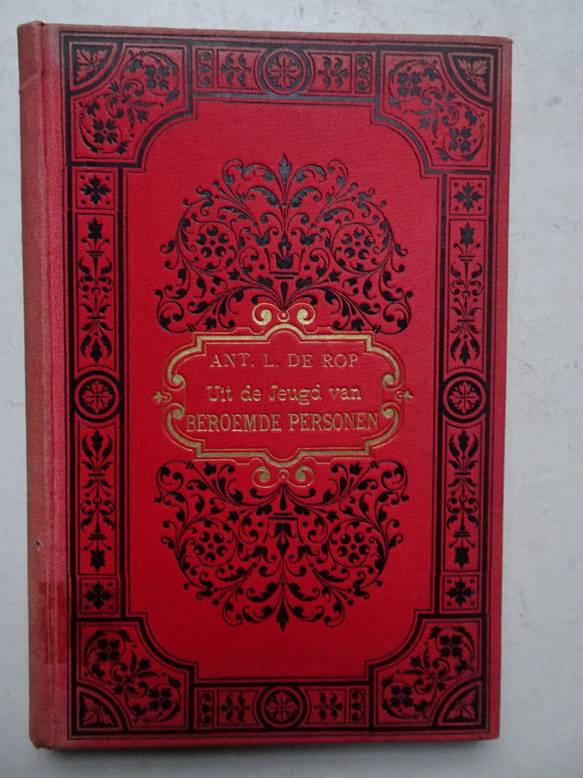 ANT. L. DE ROP
Uit de Jeugd van
BEROEMDE PERSONEN